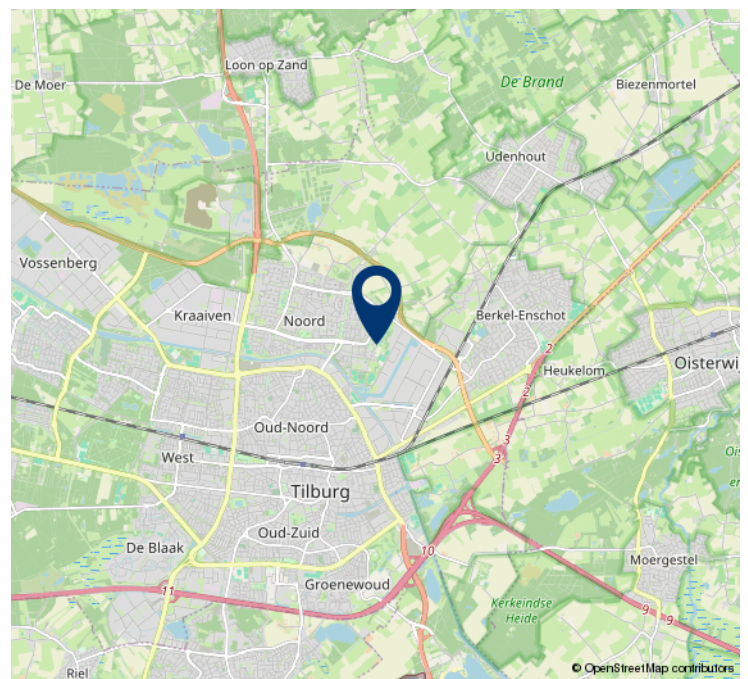 Loon op Zand
De Moer
De Brand
Biezenmortel
Udenhout
Vossenberg
Kraaiven
Noord
Berkel-Enschot
2
Heukelom
Oisterwij
2
Oud-Noord
3
West
3
Tilburg
Oud-Zuid
De Blaak
10
Moergestel
Groenewoud
11
Kerkeindse
Heide
9
9
Riel
© OpenStreetMap contributors